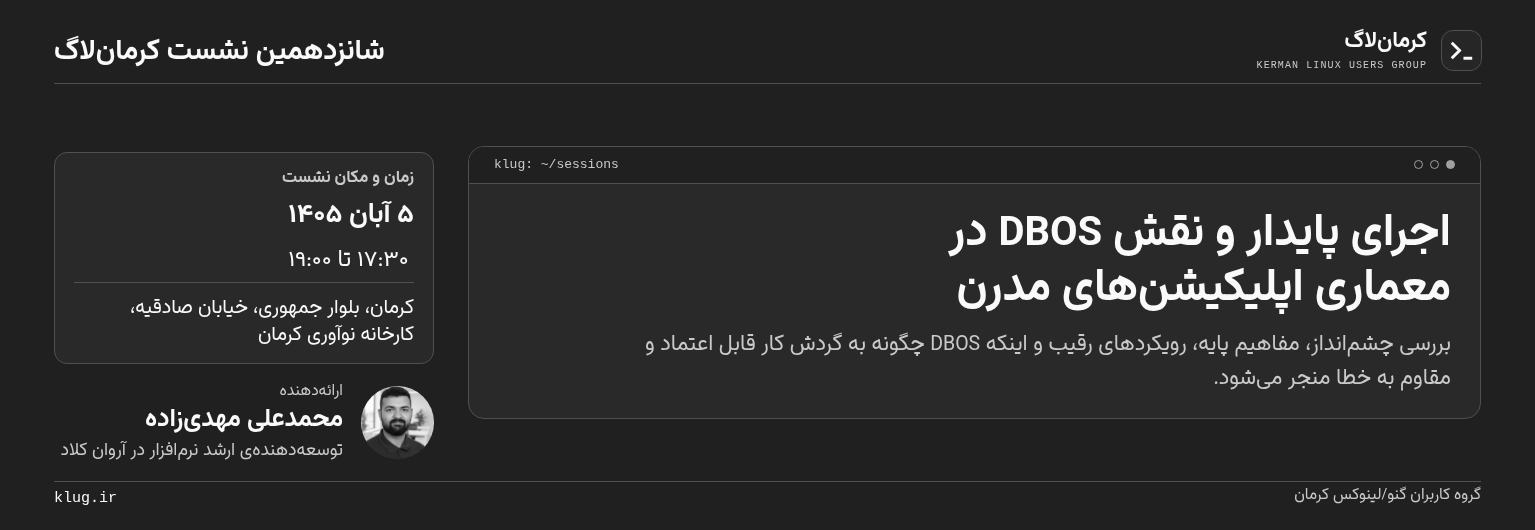 کرمان‌لاگ
KERMAN LINUX USERS GROUP
شانزدهمین نشست کرمان‌لاگ
klug: ~/sessions
اجرای پایدار و نقش DBOS در
معماری اپلیکیشن‌های مدرن
بررسی چشم‌انداز، مفاهیم پایه، رویکردهای رقیب و اینکه DBOS چگونه به گردش کار قابل اعتماد و
مقاوم به خطا منجر می‌شود.
زمان و مکان نشست
۵ آبان ۱۴۰۵
۱۷:۳۰ تا ۱۹:۰۰
کرمان، بلوار جمهوری، خیابان صادقیه،
کارخانه نوآوری کرمان
ارائه‌دهنده
محمدعلی مهدی‌زاده
توسعه‌دهنده‌ی ارشد نرم‌افزار در آروان کلاد
گروه کاربران گنو/لینوکس کرمان
klug.ir